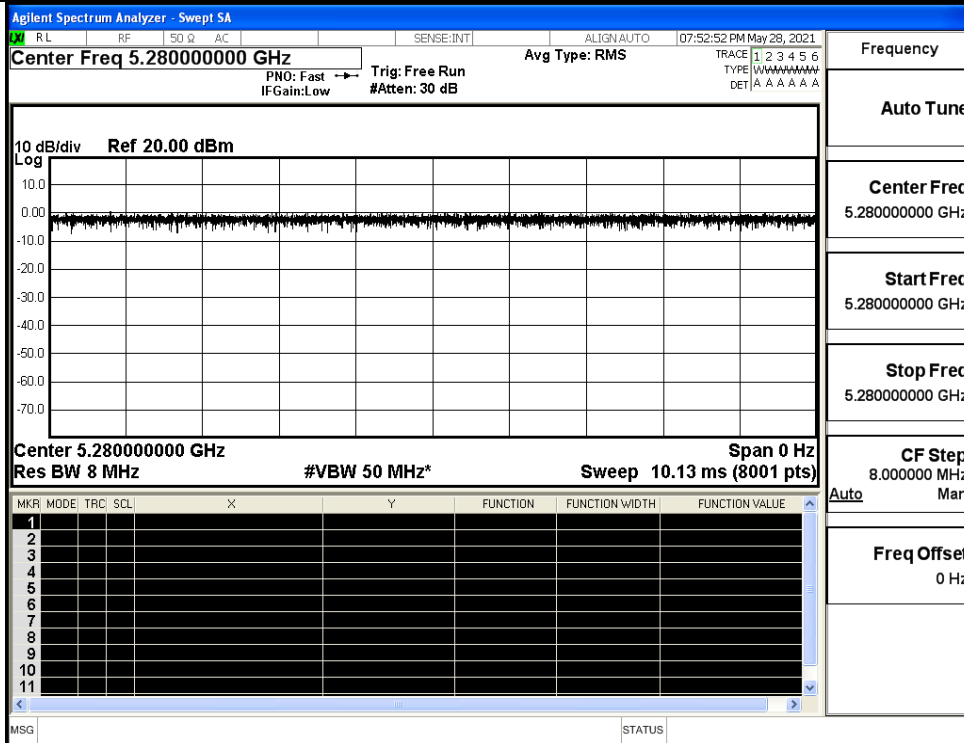 Agilent Spectrum Analyzer - Swept SA
LXI RL RF 50 Ω AC SENSE:INT ALIGN AUTO 07:52:52 PM May 28, 2021
Center Freq 5.280000000 GHz
PNO: Fast
IFGain:Low
Trig: Free Run
#Atten: 30 dB
Avg Type: RMS
TRACE 1 2 3 4 5 6
TYPE WWWWWW
DET A A A A A A
10 dB/div Ref 20.00 dBm
Log
10.0
0.00
-10.0
-20.0
-30.0
-40.0
-50.0
-60.0
-70.0
Center 5.280000000 GHz Span 0 Hz
Res BW 8 MHz #VBW 50 MHz* Sweep 10.13 ms (8001 pts)
MKR MODE TRC SCL X Y FUNCTION FUNCTION WIDTH FUNCTION VALUE
1
2
3
4
5
6
7
8
9
10
11
MSG STATUS
Frequency
Auto Tune
Center Freq
5.280000000 GHz
Start Freq
5.280000000 GHz
Stop Freq
5.280000000 GHz
CF Step
8.000000 MHz
Auto Man
Freq Offset
0 Hz